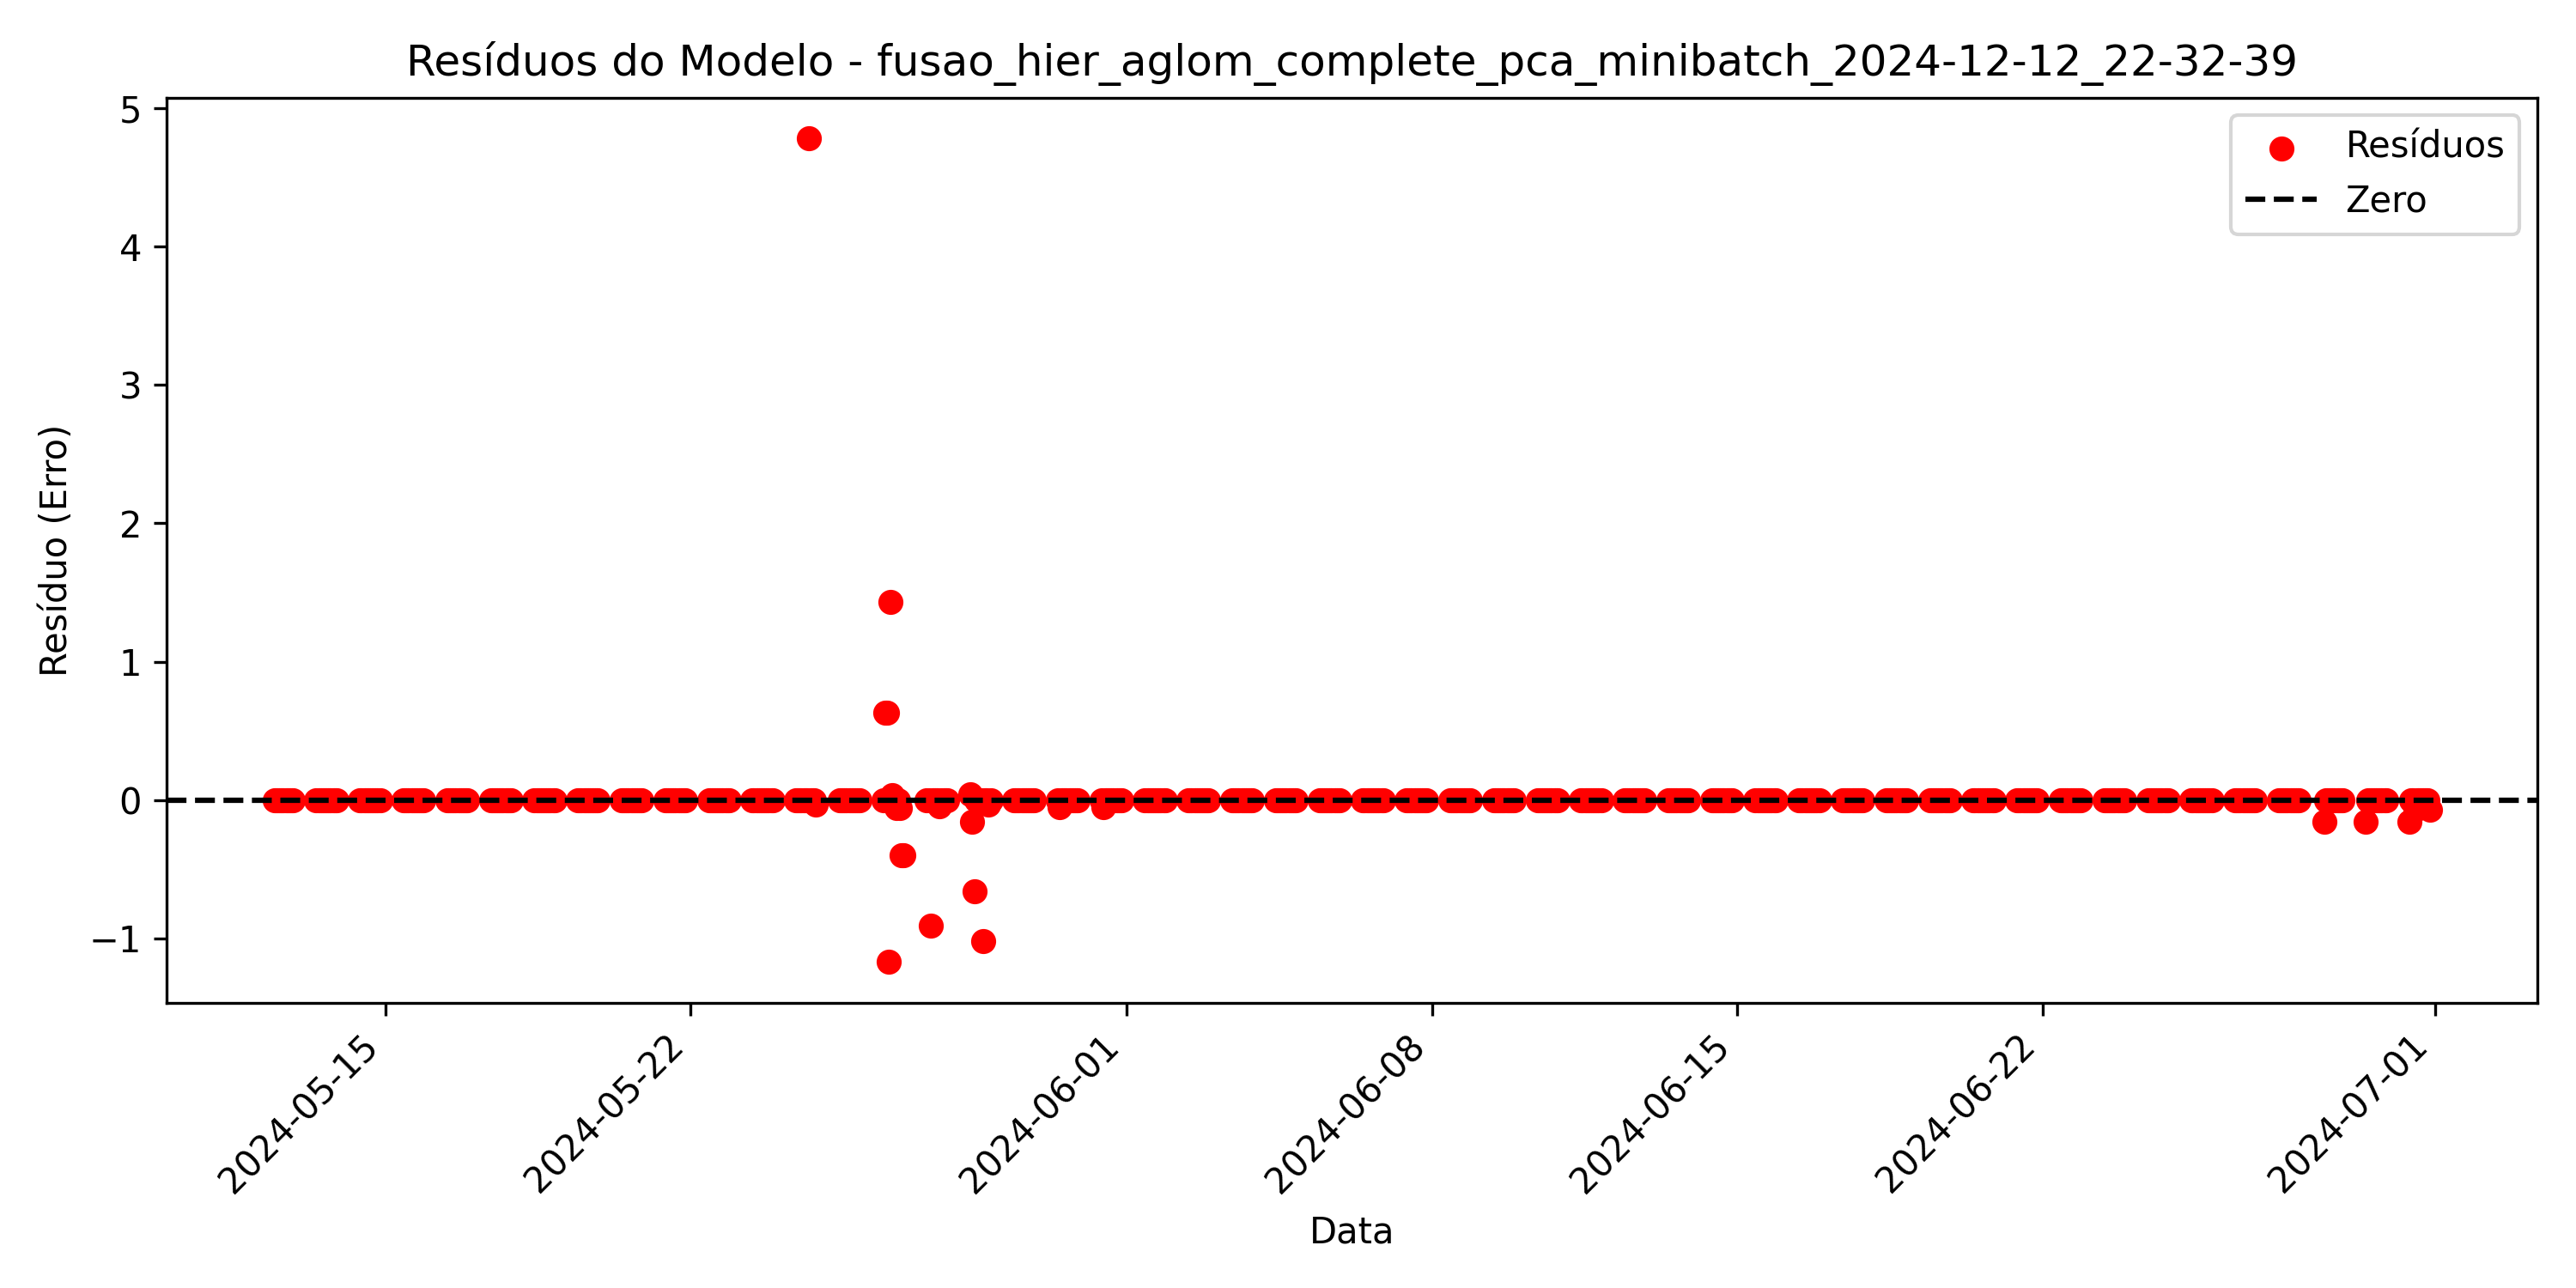 Resíduos do Modelo - fusao_hier_aglom_complete_pca_minibatch_2024-12-12_22-32-39
Resíduos
Zero
Resíduo (Erro)
5
4
3
2
1
0
−1
2024-05-15
2024-05-22
2024-06-01
2024-06-08
2024-06-15
2024-06-22
2024-07-01
Data